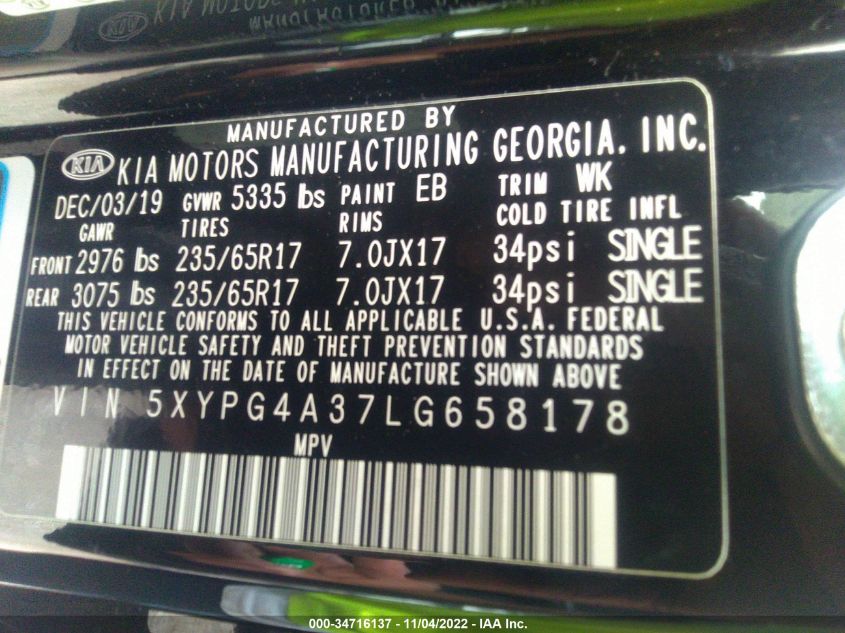 MANUFACTURED BY
KIA KIA MOTORS MANUFACTURING GEORGIA, INC.
DEC/03/19 GVWR 5335 lbs PAINT EB TRIM WK
GAWR TIRES RIMS COLD TIRE INFL
FRONT 2976 lbs 235/65R17 7.0JX17 34psi SINGLE
REAR 3075 lbs 235/65R17 7.0JX17 34psi SINGLE
THIS VEHICLE CONFORMS TO ALL APPLICABLE U.S.A. FEDERAL
MOTOR VEHICLE SAFETY AND THEFT PREVENTION STANDARDS
IN EFFECT ON THE DATE OF MANUFACTURE SHOWN ABOVE
VIN 5XYPG4A37LG658178
MPV
000-34716137 - 11/04/2022 - IAA Inc.